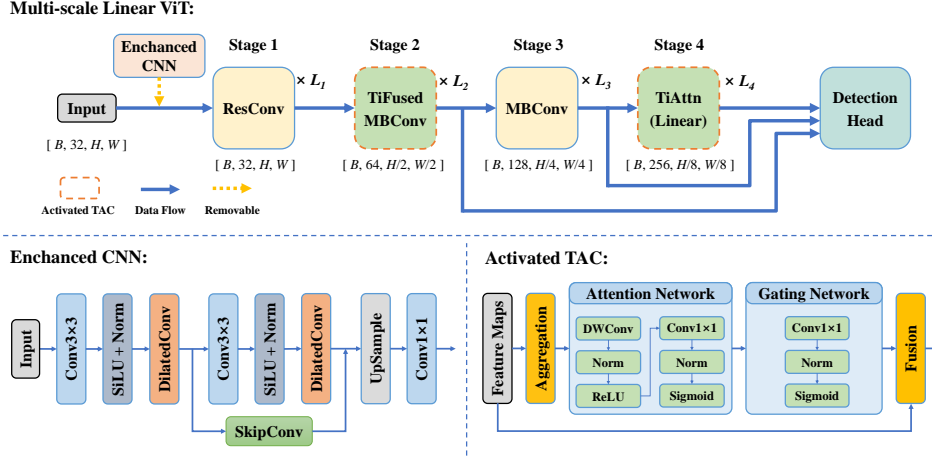 Multi-scale Linear ViT:
Enchanced
CNN
Stage 1
Stage 2
Stage 3
Stage 4
Input
ResConv
× L1
TiFused
MBConv
× L2
MBConv
× L3
TiAttn
(Linear)
× L4
Detection
Head
[ B, 32, H, W ]
[ B, 32, H, W ]
[ B, 64, H/2, W/2 ]
[ B, 128, H/4, W/4 ]
[ B, 256, H/8, W/8 ]
Activated TAC
Data Flow
Removable
Enchanced CNN:
Input
Conv3×3
SiLU + Norm
DilatedConv
Conv3×3
SiLU + Norm
DilatedConv
UpSample
Conv1×1
SkipConv
Activated TAC:
Feature Maps
Aggregation
Attention Network
DWConv
Norm
ReLU
Conv1×1
Norm
Sigmoid
Gating Network
Conv1×1
Norm
Sigmoid
Fusion